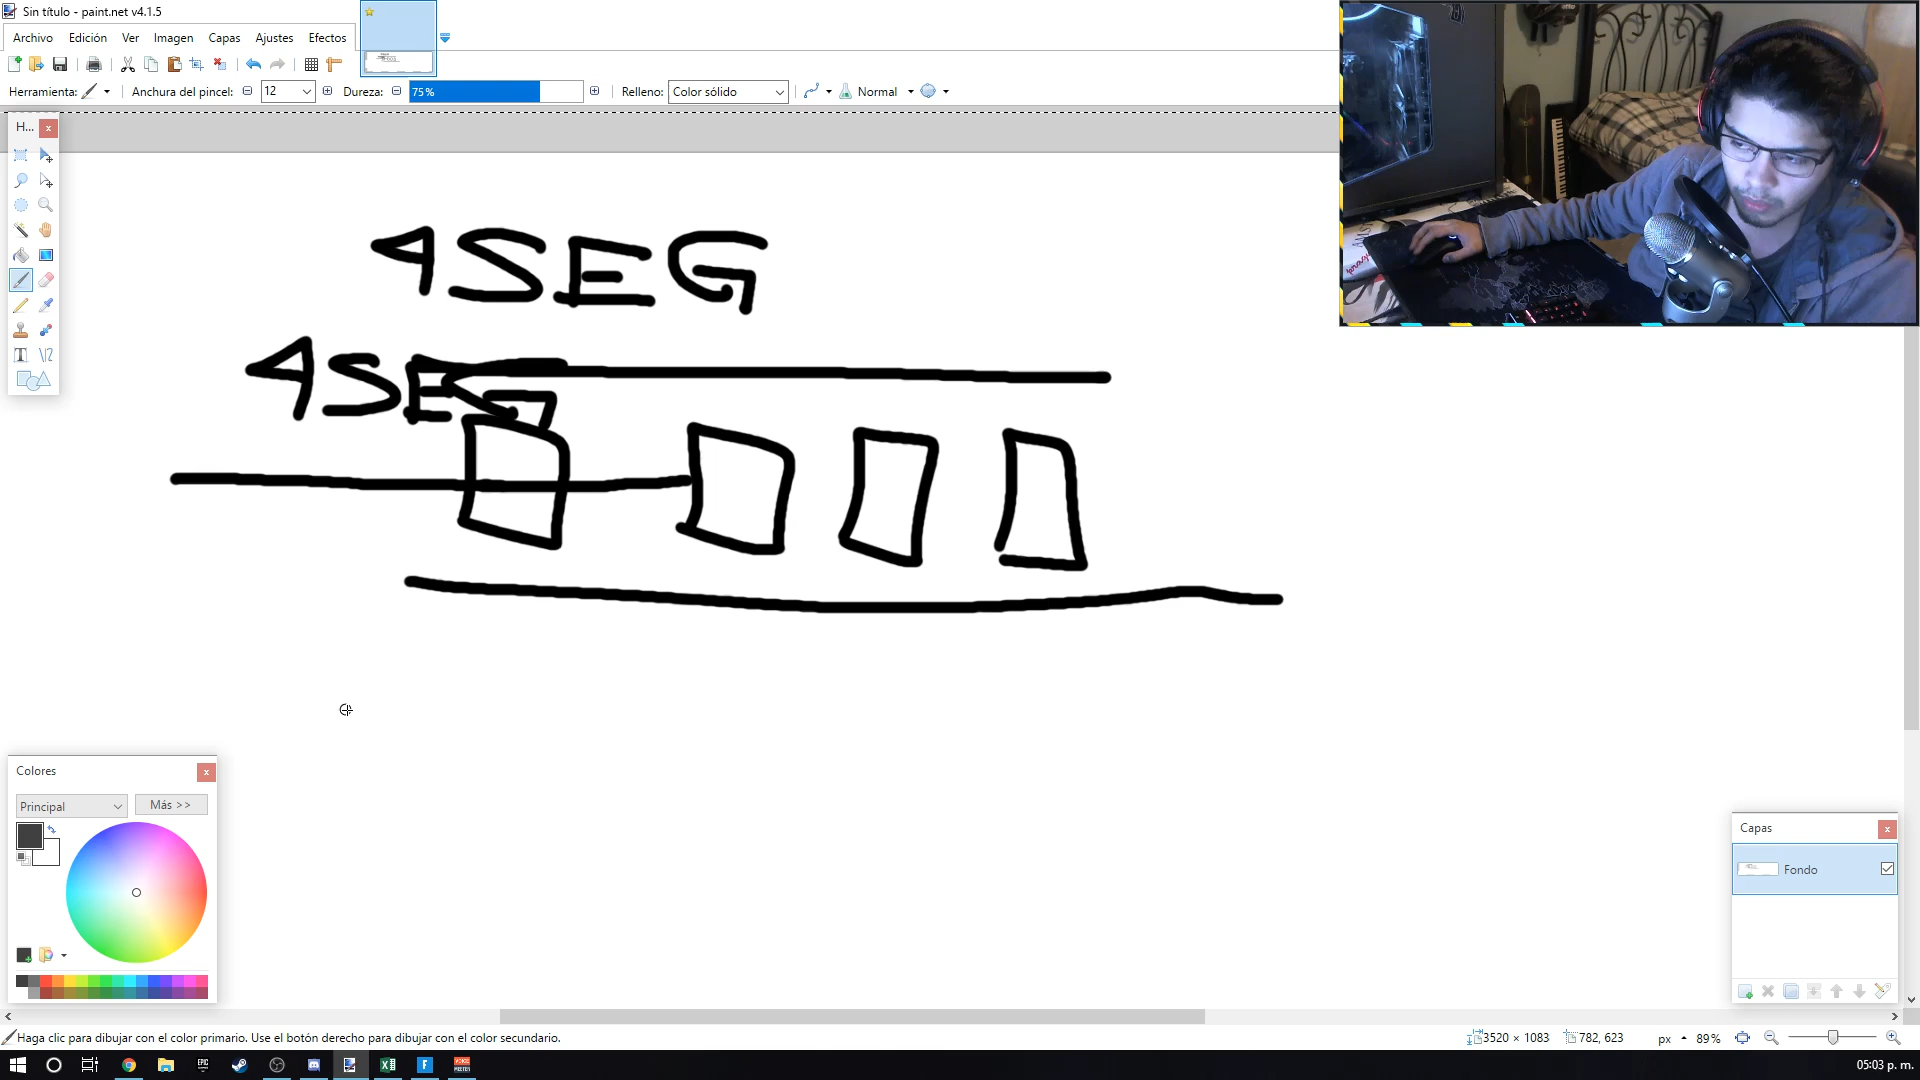 Sin título - paint.net v4.1.5
Archivo Edición Ver Imagen Capas Ajustes Efectos
Herramienta: Anchura del pincel: 12 Dureza: 75% Relleno: Color sólido Normal
H...
4SEG
4SEG
Colores
Principal Más >>
Capas
Fondo
Haga clic para dibujar con el color primario. Use el botón derecho para dibujar con el color secundario.
3520 × 1083 782, 623 px 89%
05:03 p. m.